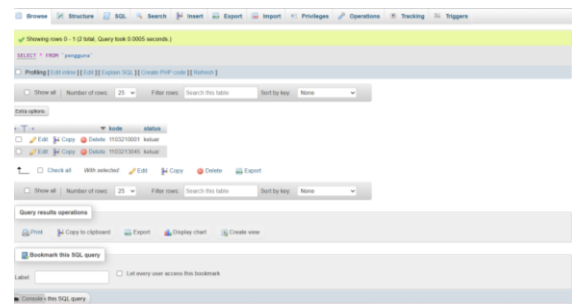 Browse Structure SQL Search Insert Export Import Privileges Operations Tracking Triggers
Showing rows 0 - 1 (2 total, Query took 0.0005 seconds.)
SELECT * FROM `pengguna`
Profiling [ Edit inline ] [ Edit ] [ Explain SQL ] [ Create PHP code ] [ Refresh ]
Show all | Number of rows: 25 Filter rows: Search this table Sort by key: None
Extra options
kode status
Edit Copy Delete 1103210001 keluar
Edit Copy Delete 1103213045 keluar
Check all With selected: Edit Copy Delete Export
Show all | Number of rows: 25 Filter rows: Search this table Sort by key: None
Query results operations
Print Copy to clipboard Export Display chart Create view
Bookmark this SQL query
Label: Let every user access this bookmark
Console this SQL query